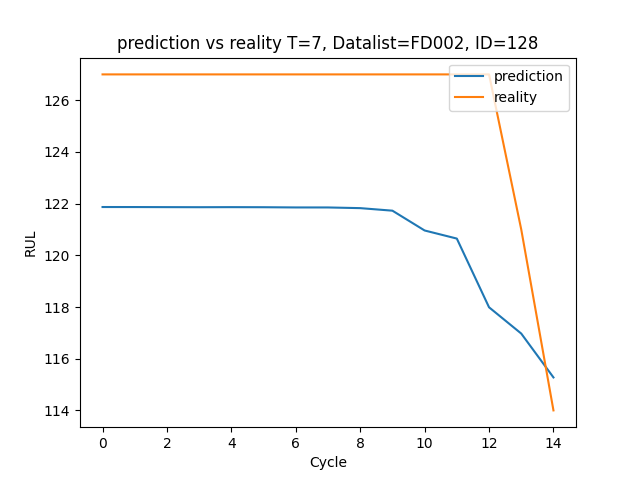 prediction vs reality T=7, Datalist=FD002, ID=128
prediction
reality
RUL
126
124
122
120
118
116
114
0 2 4 6 8 10 12 14
Cycle